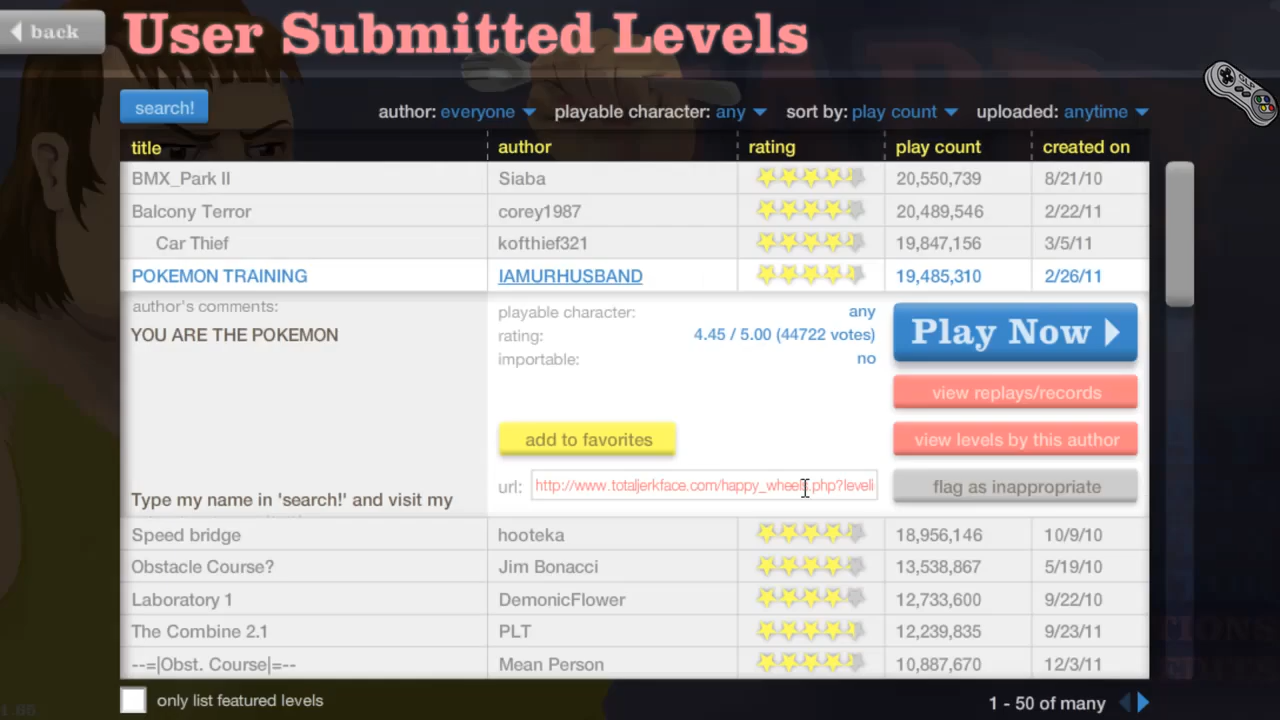 back
User Submitted Levels
search!
author: everyone
playable character: any
sort by: play count
uploaded: anytime
title author rating play count created on
BMX_Park II Siaba 20,550,739 8/21/10
Balcony Terror corey1987 20,489,546 2/22/11
Car Thief kofthief321 19,847,156 3/5/11
POKEMON TRAINING IAMURHUSBAND 19,485,310 2/26/11
author's comments:
YOU ARE THE POKEMON
Type my name in 'search!' and visit my
playable character: any
rating: 4.45 / 5.00 (44722 votes)
importable: no
add to favorites
url: http://www.totaljerkface.com/happy_wheels.php?leveli
Play Now
view replays/records
view levels by this author
flag as inappropriate
Speed bridge hooteka 18,956,146 10/9/10
Obstacle Course? Jim Bonacci 13,538,867 5/19/10
Laboratory 1 DemonicFlower 12,733,600 9/22/10
The Combine 2.1 PLT 12,239,835 9/23/11
--=|Obst. Course|=-- Mean Person 10,887,670 12/3/11
only list featured levels
1 - 50 of many